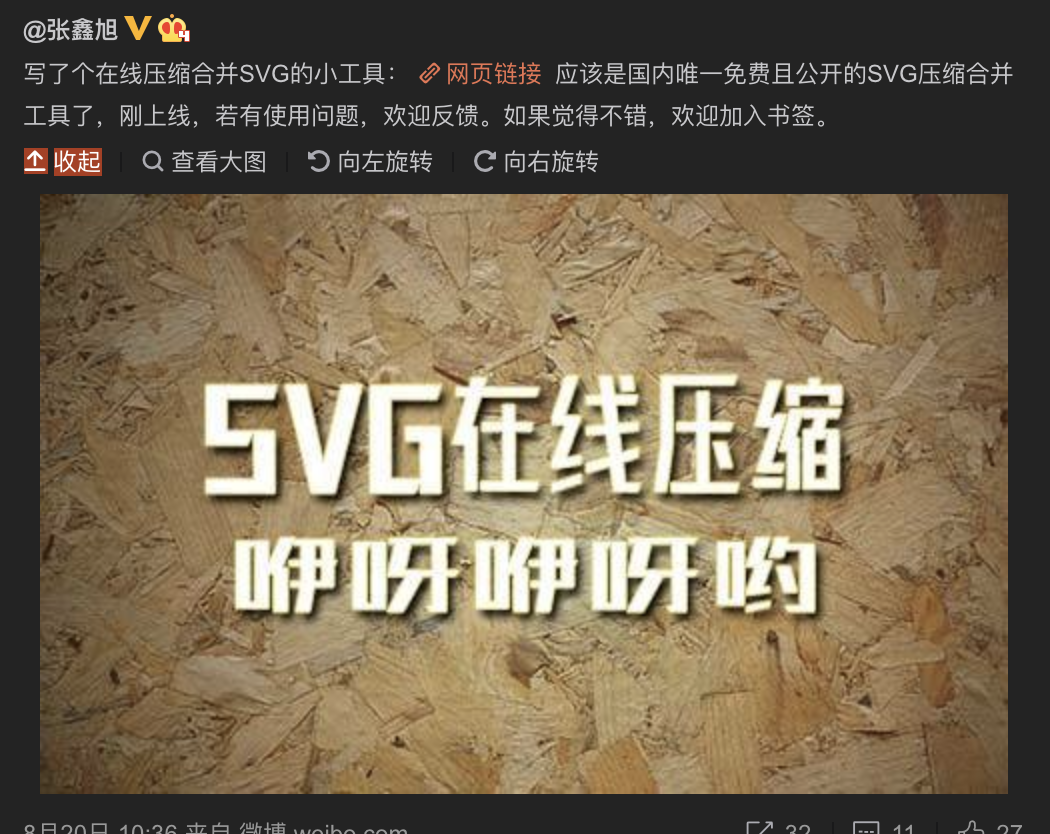 @张鑫旭
写了个在线压缩合并SVG的小工具： 网页链接 应该是国内唯一免费且公开的SVG压缩合并
工具了，刚上线，若有使用问题，欢迎反馈。如果觉得不错，欢迎加入书签。
收起 查看大图 向左旋转 向右旋转
SVG在线压缩
咿呀咿呀哟
8月20日 10:36 来自 微博 weibo.com 32 11 27